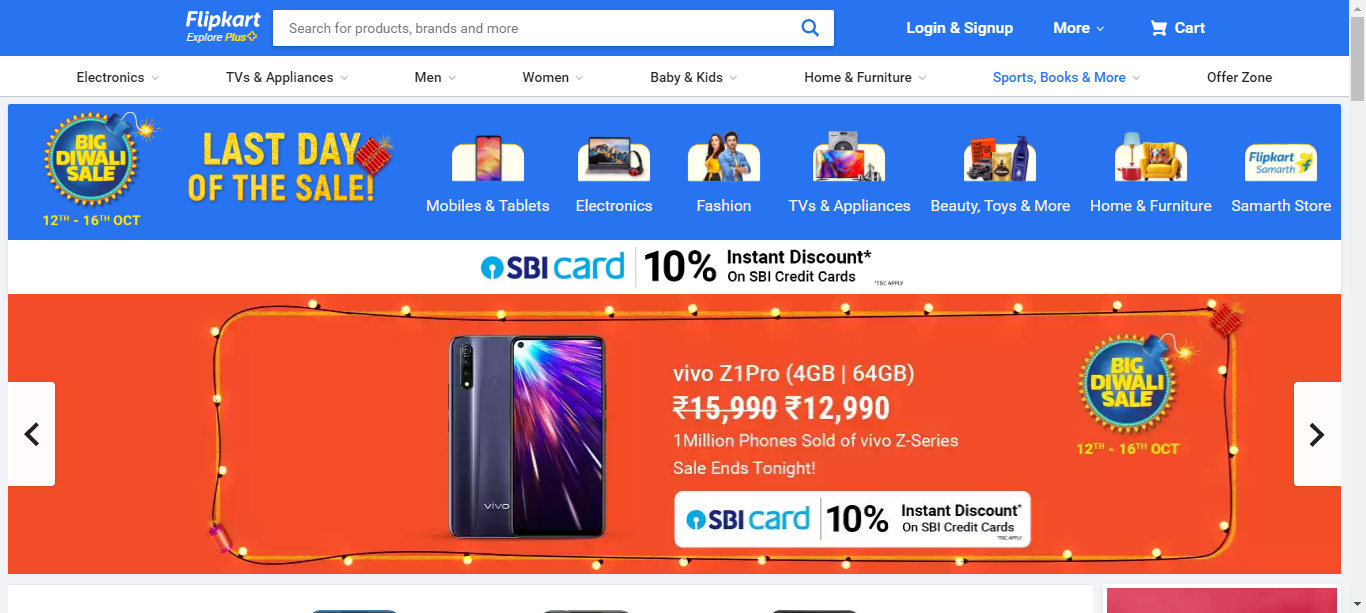 Flipkart
Explore Plus
Search for products, brands and more
Login & Signup
More
Cart
Electronics
TVs & Appliances
Men
Women
Baby & Kids
Home & Furniture
Sports, Books & More
Offer Zone
BIG
DIWALI
SALE
12TH - 16TH OCT
LAST DAY
OF THE SALE!
Mobiles & Tablets
Electronics
Fashion
TVs & Appliances
Beauty, Toys & More
Home & Furniture
Flipkart
Samarth
Samarth Store
SBI card
10%
Instant Discount*
On SBI Credit Cards
*T&C APPLY
vivo
vivo Z1Pro (4GB | 64GB)
₹15,990 ₹12,990
1Million Phones Sold of vivo Z-Series
Sale Ends Tonight!
SBI card
10%
Instant Discount*
On SBI Credit Cards
*T&C APPLY
BIG
DIWALI
SALE
12TH - 16TH OCT